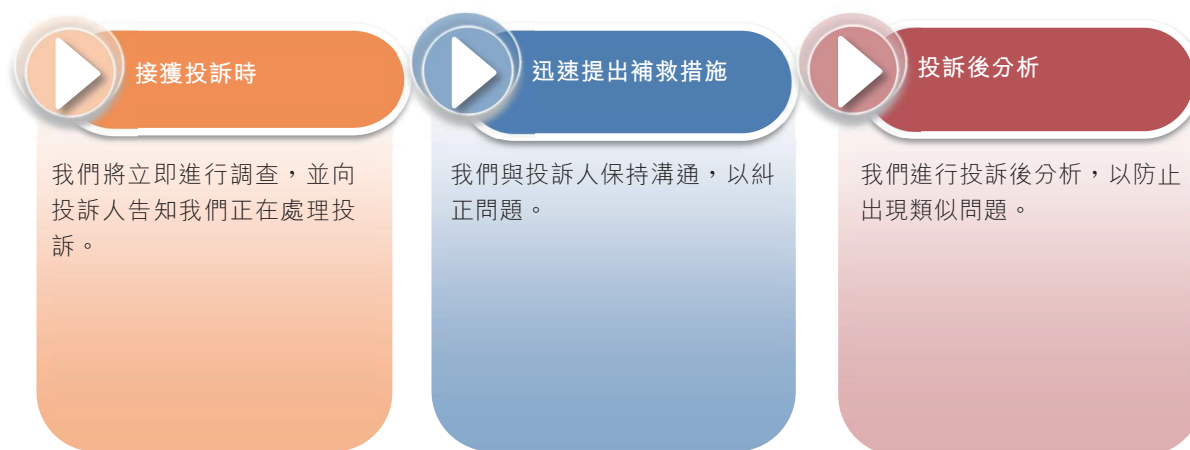 接獲投訴時
我們將立即進行調查，並向
投訴人告知我們正在處理投
訴。
迅速提出補救措施
我們與投訴人保持溝通，以糾
正問題。
投訴後分析
我們進行投訴後分析，以防止
出現類似問題。